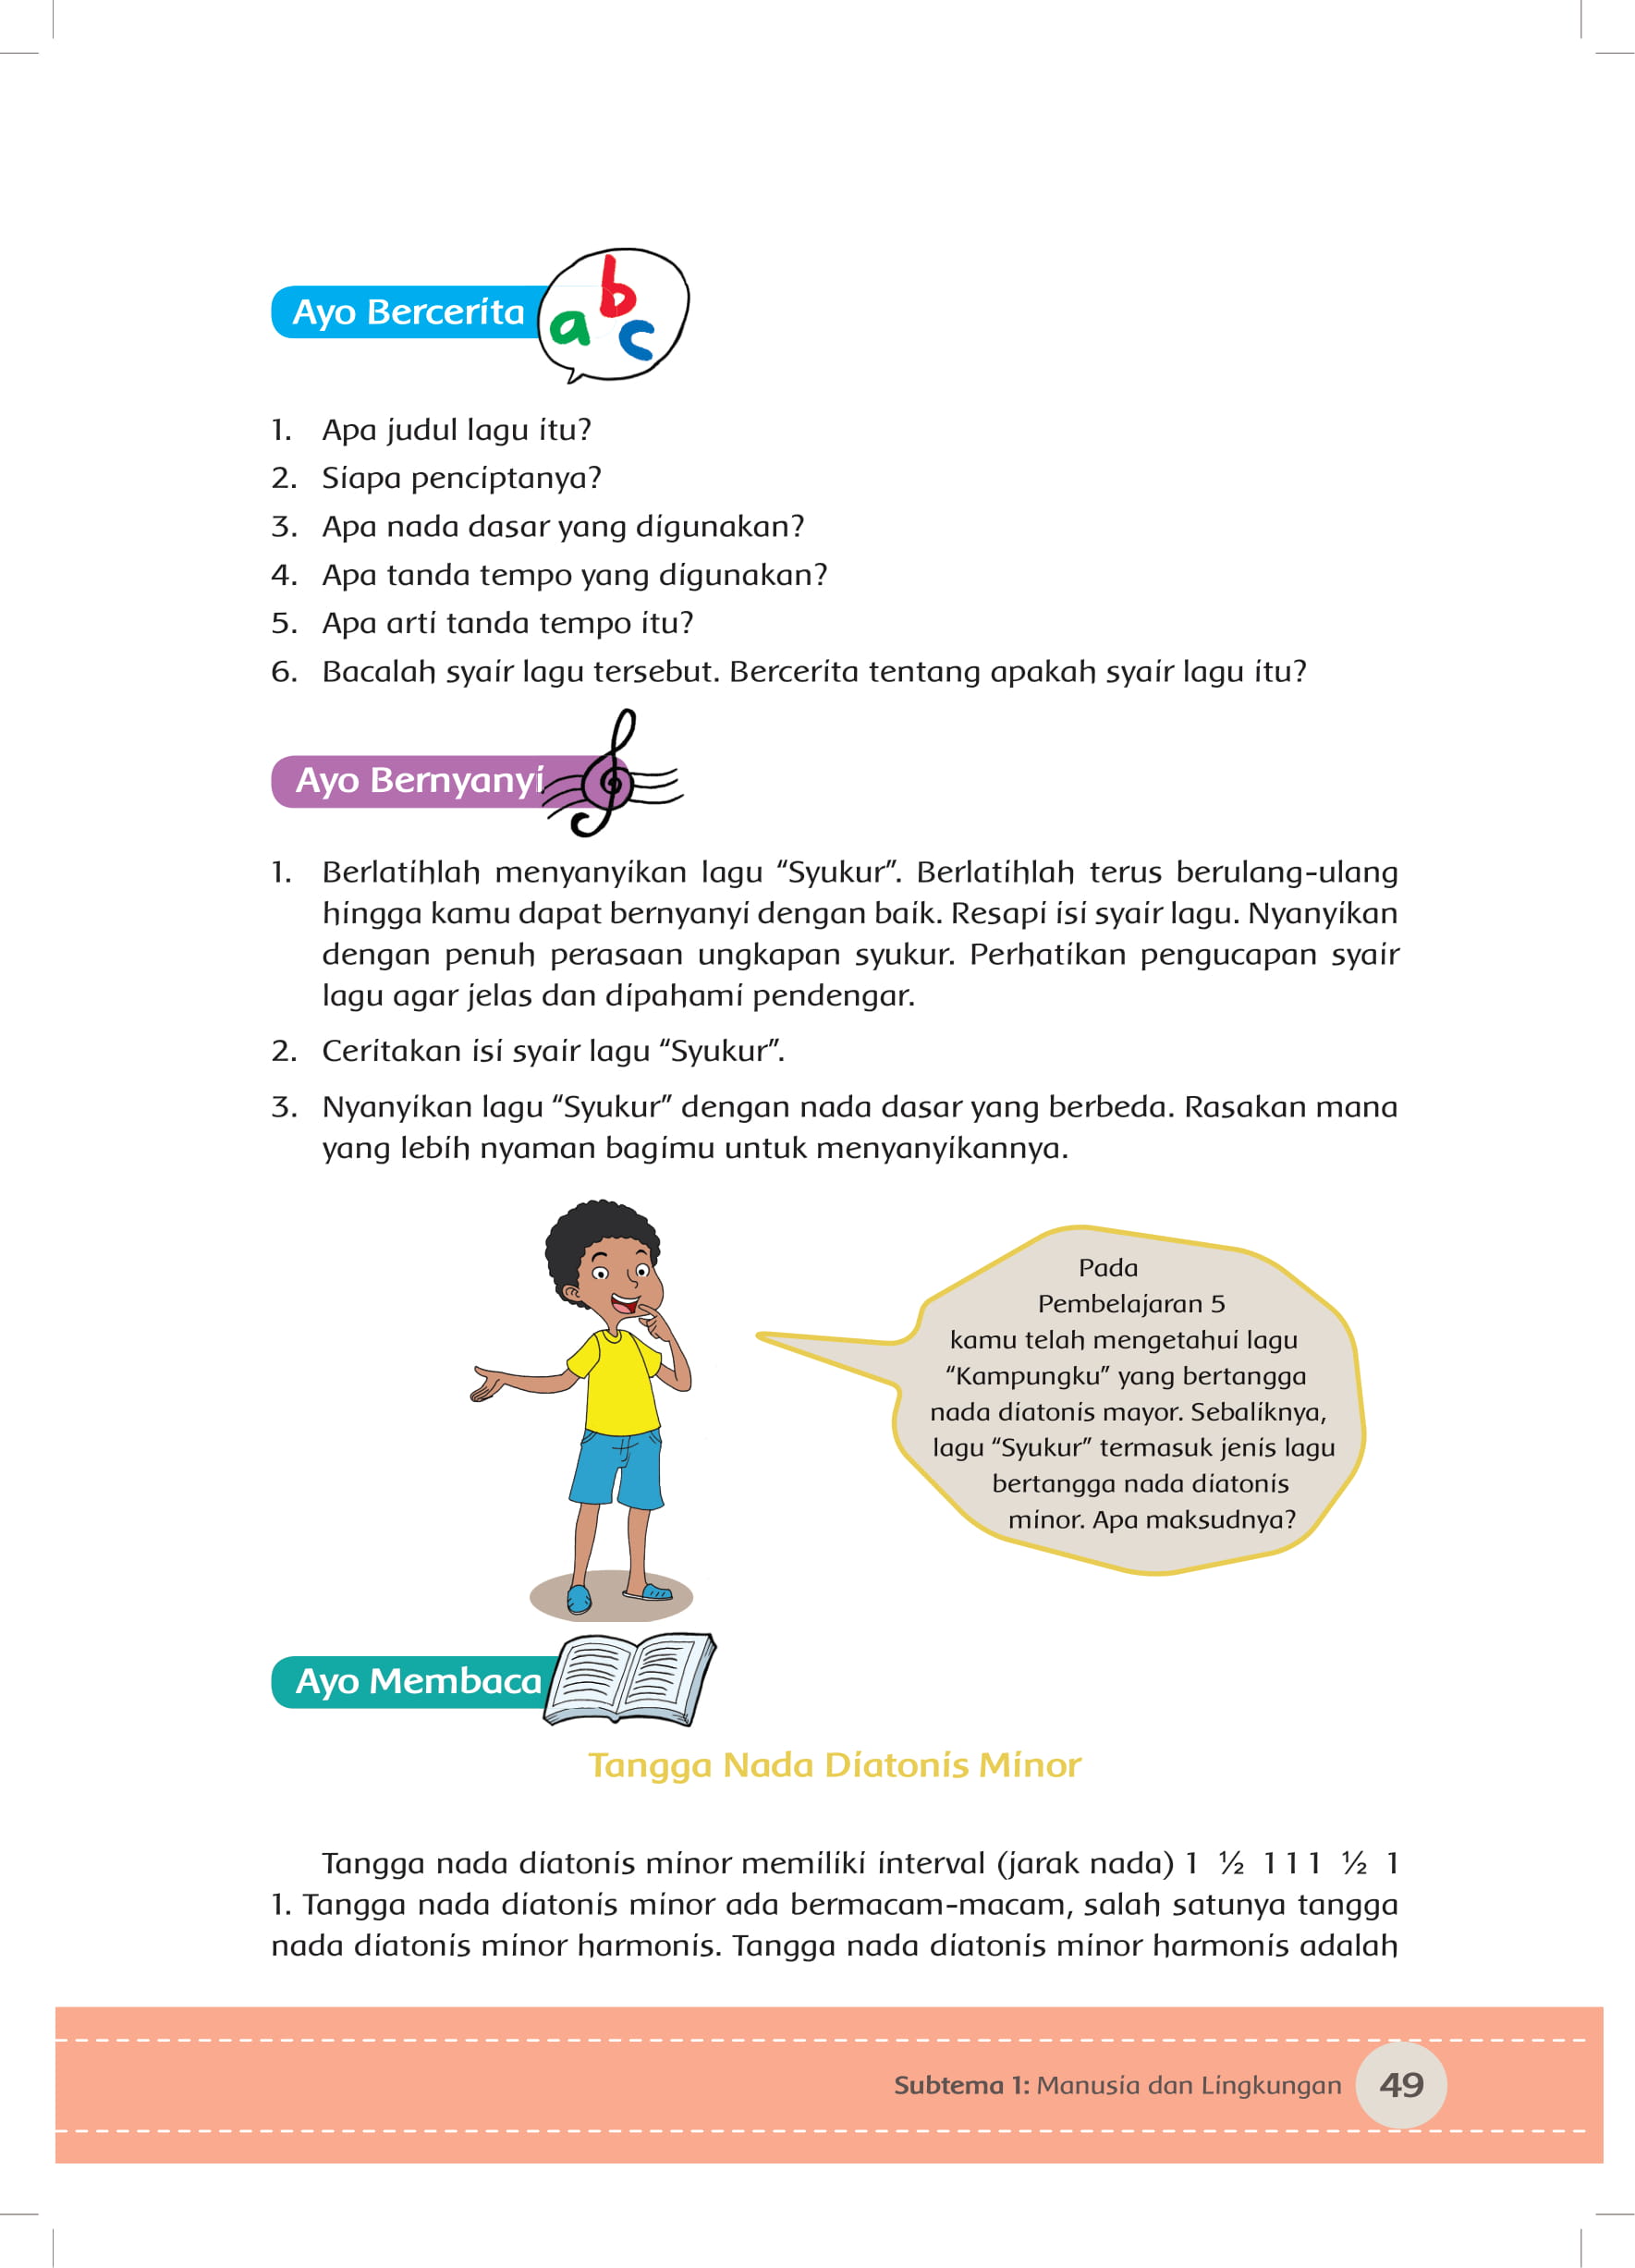 Ayo Bercerita
a b c
1. Apa judul lagu itu?
2. Siapa penciptanya?
3. Apa nada dasar yang digunakan?
4. Apa tanda tempo yang digunakan?
5. Apa arti tanda tempo itu?
6. Bacalah syair lagu tersebut. Bercerita tentang apakah syair lagu itu?
Ayo Bernyanyi
1. Berlatihlah menyanyikan lagu “Syukur”. Berlatihlah terus berulang-ulang
hingga kamu dapat bernyanyi dengan baik. Resapi isi syair lagu. Nyanyikan
dengan penuh perasaan ungkapan syukur. Perhatikan pengucapan syair
lagu agar jelas dan dipahami pendengar.
2. Ceritakan isi syair lagu “Syukur”.
3. Nyanyikan lagu “Syukur” dengan nada dasar yang berbeda. Rasakan mana
yang lebih nyaman bagimu untuk menyanyikannya.
Pada
Pembelajaran 5
kamu telah mengetahui lagu
“Kampungku” yang bertangga
nada diatonis mayor. Sebaliknya,
lagu “Syukur” termasuk jenis lagu
bertangga nada diatonis
minor. Apa maksudnya?
Ayo Membaca
Tangga Nada Diatonis Minor
Tangga nada diatonis minor memiliki interval (jarak nada) 1 ½ 1 1 1 ½ 1
1. Tangga nada diatonis minor ada bermacam-macam, salah satunya tangga
nada diatonis minor harmonis. Tangga nada diatonis minor harmonis adalah
Subtema 1: Manusia dan Lingkungan 49